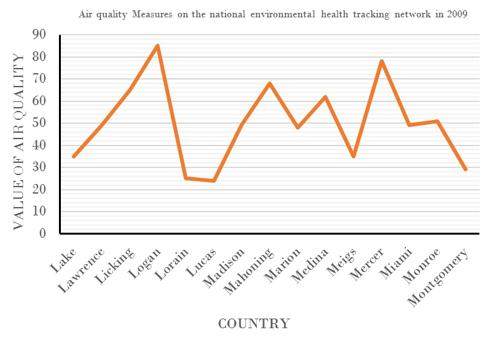 Air quality Measures on the national environmental health tracking network in 2009
VALUE OF AIR QUALITY
90
80
70
60
50
40
30
20
10
0
Lake
Lawrence
Licking
Logan
Lorain
Lucas
Madison
Mahoning
Marion
Medina
Meigs
Mercer
Miami
Monroe
Montgomery
COUNTRY